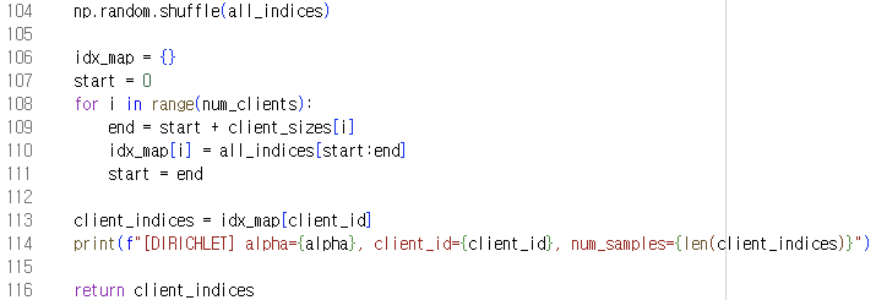 104 np.random.shuffle(all_indices)
105
106 idx_map = {}
107 start = 0
108 for i in range(num_clients):
109     end = start + client_sizes[i]
110     idx_map[i] = all_indices[start:end]
111     start = end
112
113 client_indices = idx_map[client_id]
114 print(f"[DIRICHLET] alpha={alpha}, client_id={client_id}, num_samples={len(client_indices)}")
115
116 return client_indices